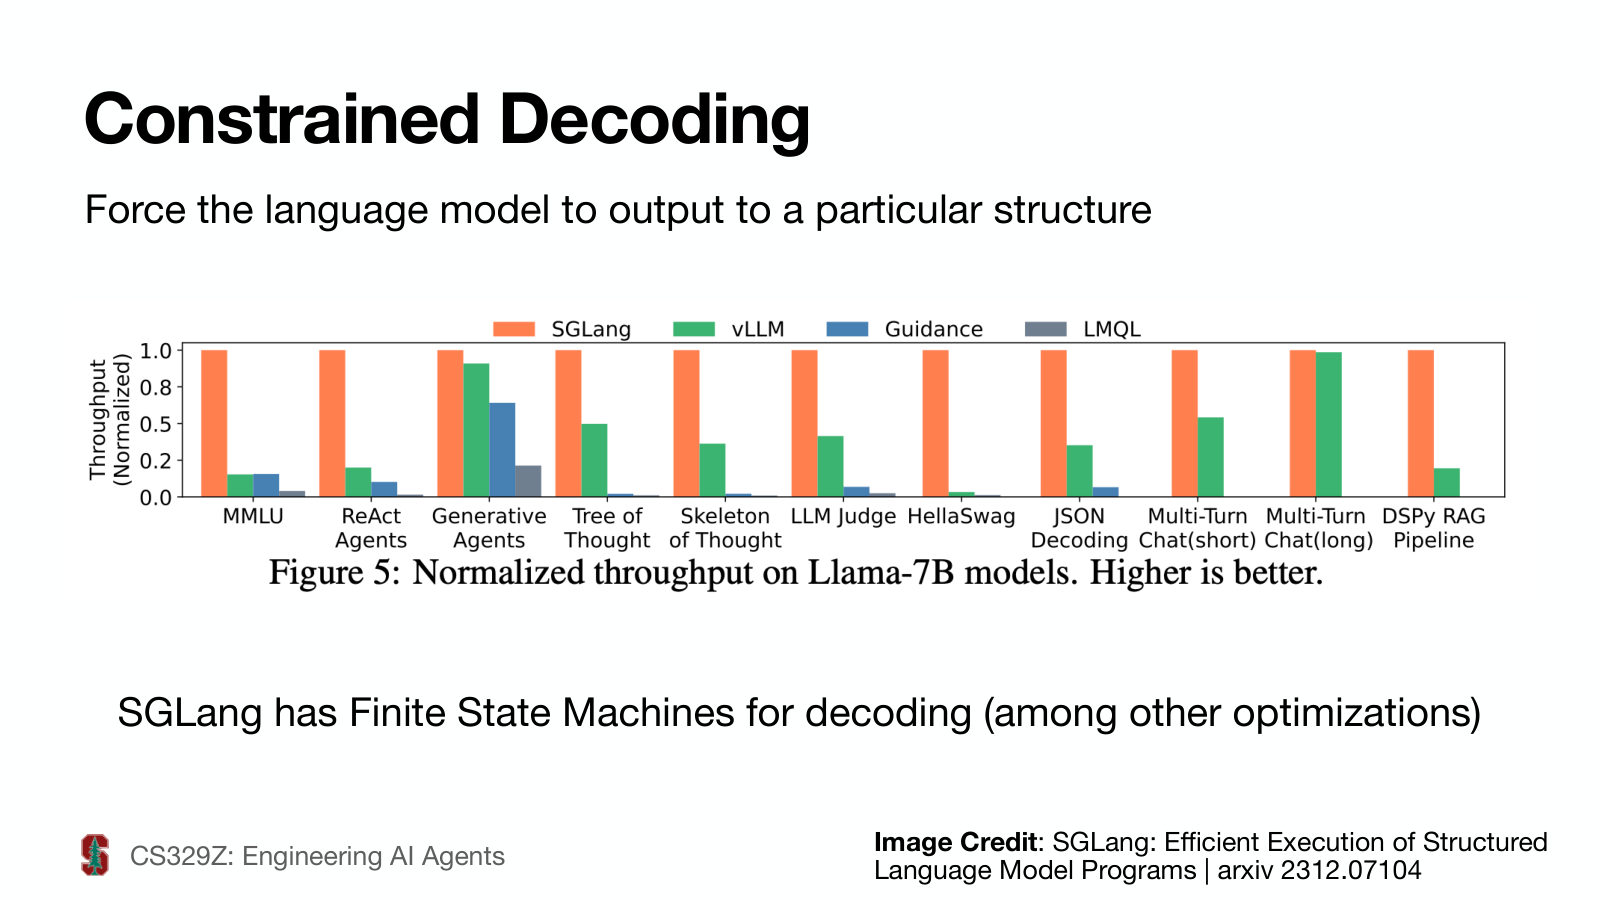 Constrained Decoding
Force the language model to output to a particular structure
SGLang vLLM Guidance LMQL
Throughput
(Normalized)
1.0
0.8
0.5
0.2
0.0
MMLU ReAct Generative Tree of Skeleton LLM Judge HellaSwag JSON Multi-Turn Multi-Turn DSPy RAG
Agents Agents Thought of Thought Decoding Chat(short) Chat(long) Pipeline
Figure 5: Normalized throughput on Llama-7B models. Higher is better.
SGLang has Finite State Machines for decoding (among other optimizations)
S
CS329Z: Engineering AI Agents
Image Credit: SGLang: Efficient Execution of Structured
Language Model Programs | arxiv 2312.07104